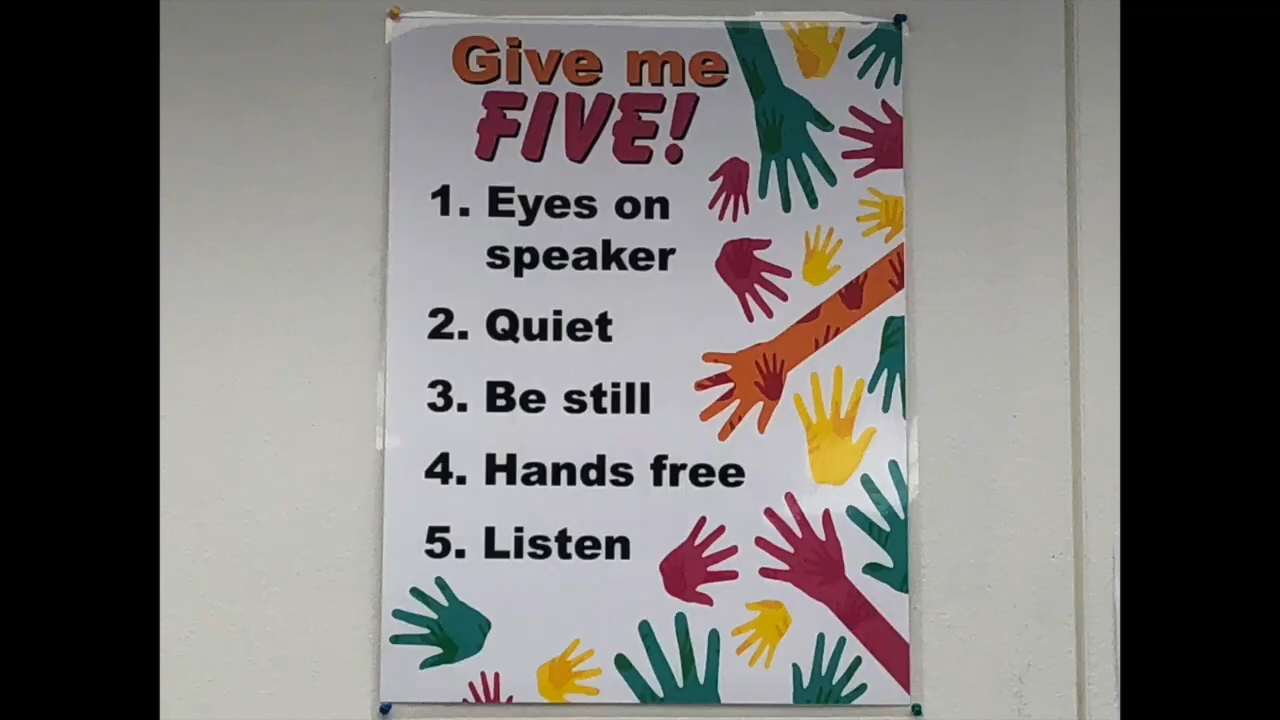 Give me
FIVE!
1. Eyes on
speaker
2. Quiet
3. Be still
4. Hands free
5. Listen